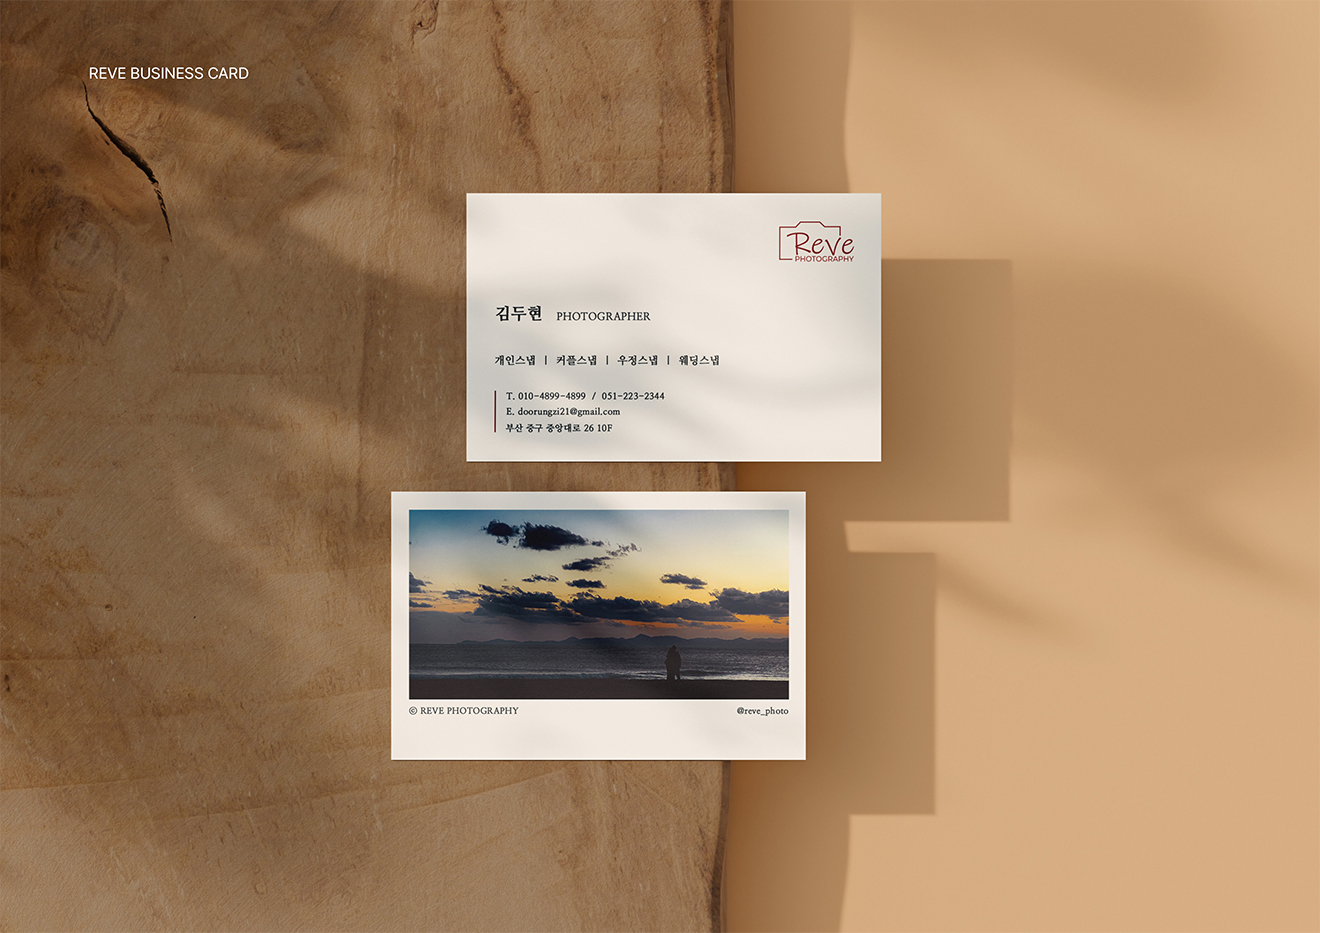 REVE BUSINESS CARD
Reve
PHOTOGRAPHY
김두현 PHOTOGRAPHER
개인스냅 | 커플스냅 | 우정스냅 | 웨딩스냅
T. 010-4899-4899 / 051-223-2344
E. doorungzi21@gmail.com
부산 중구 중앙대로 26 10F
© REVE PHOTOGRAPHY @reve_photo